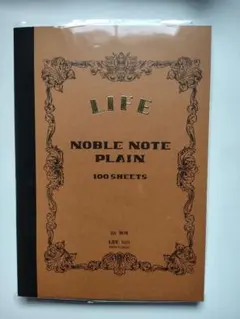 LIFE
NOBLE NOTE
PLAIN
100 SHEETS